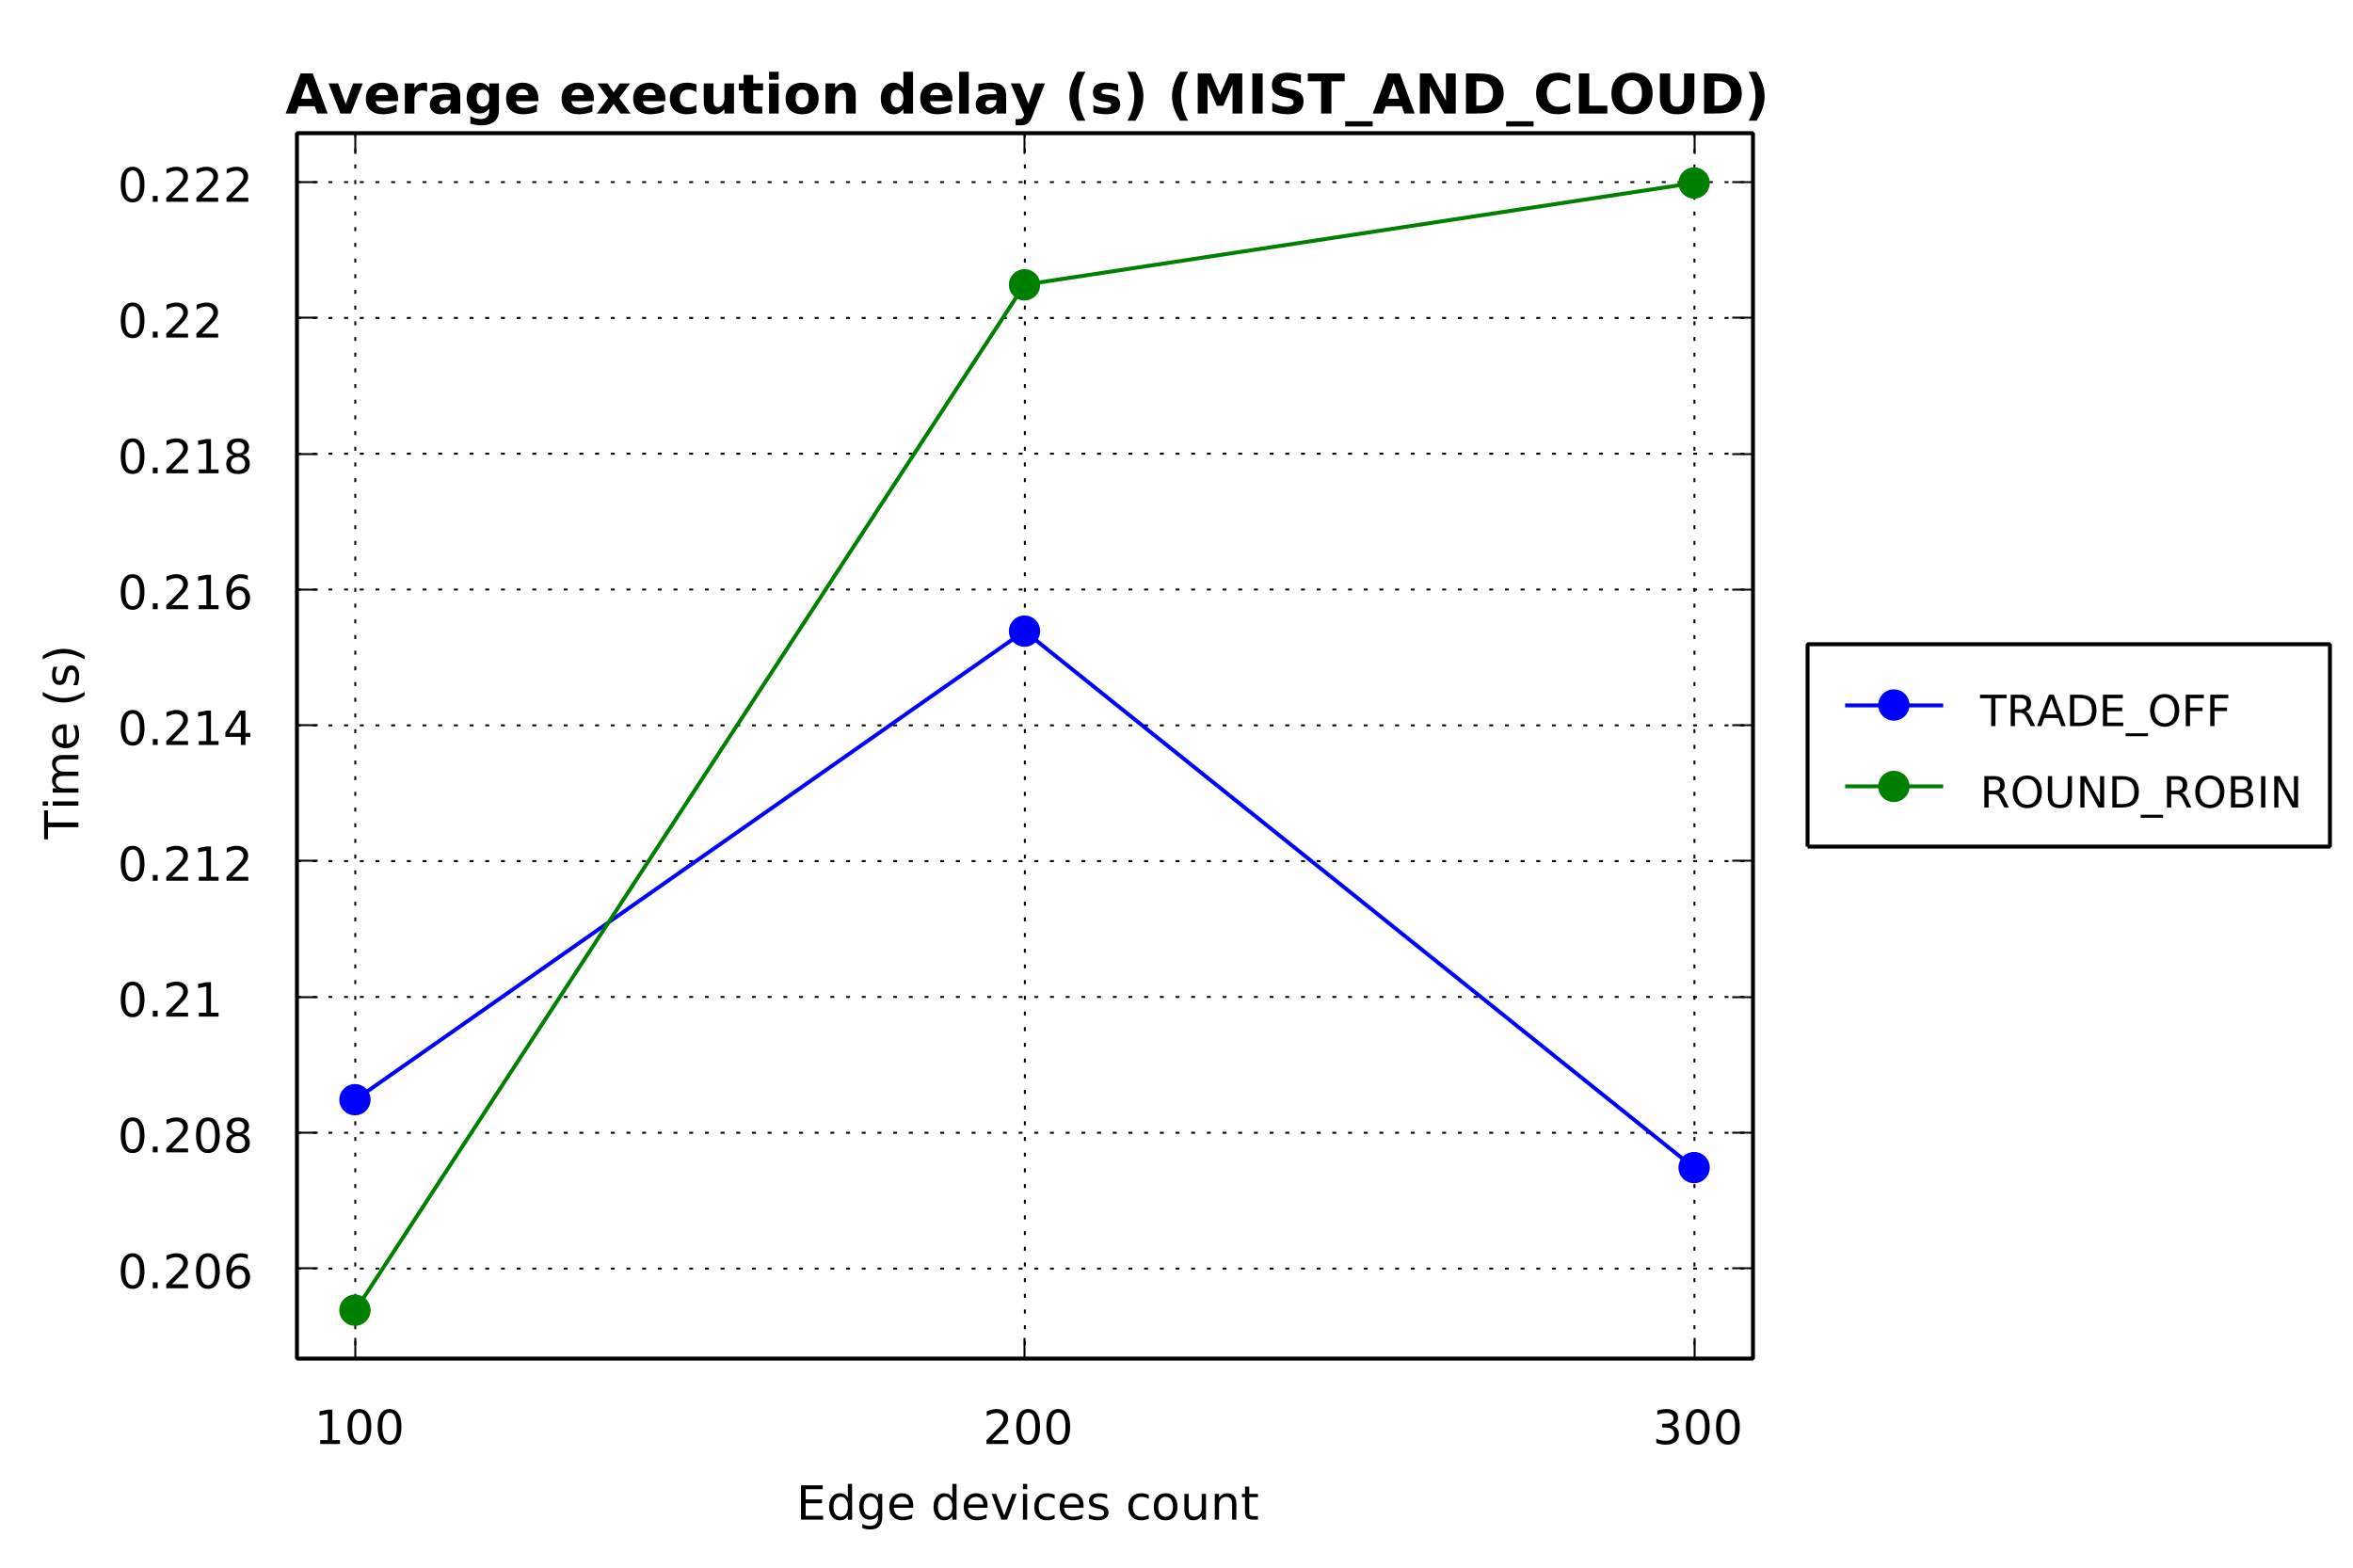 Average execution delay (s) (MIST_AND_CLOUD)
0.222
0.22
0.218
0.216
0.214
0.212
0.21
0.208
0.206
Time (s)
TRADE_OFF
ROUND_ROBIN
100 200 300
Edge devices count